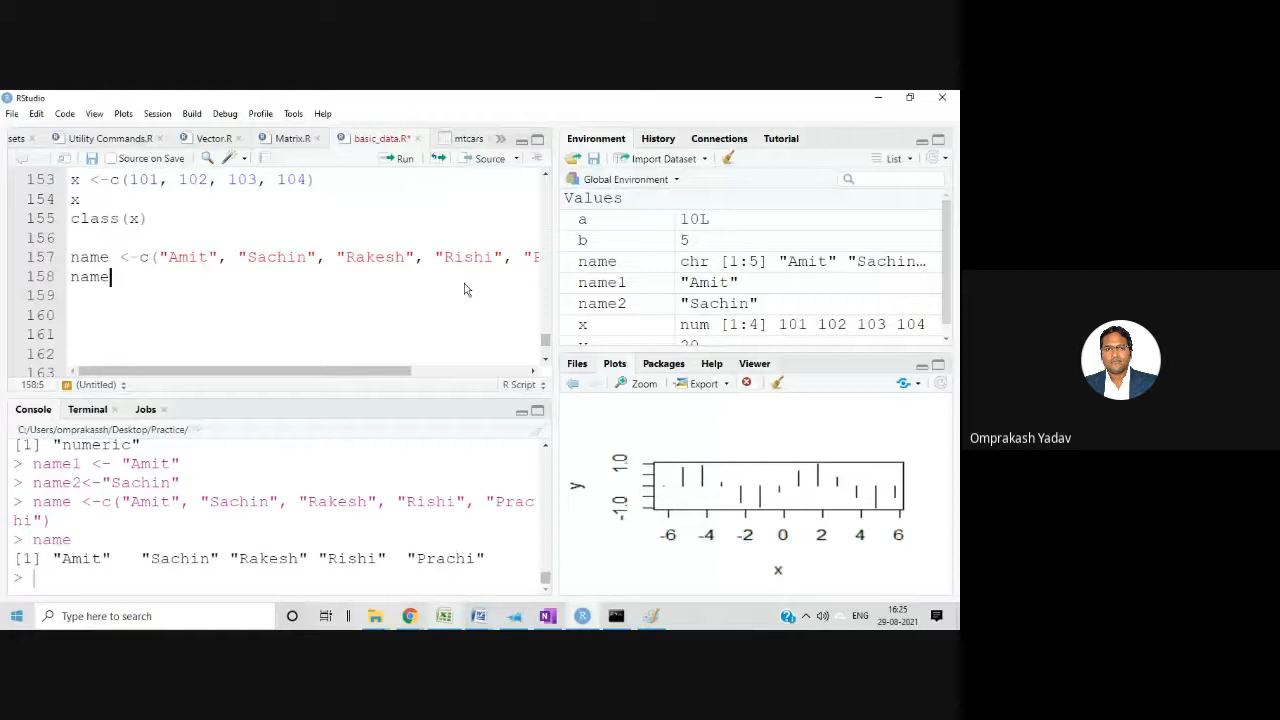 RStudio
File Edit Code View Plots Session Build Debug Profile Tools Help
sets Utility Commands.R Vector.R Matrix.R basic_data.R* mtcars
Source on Save Run Source
153 x <-c(101, 102, 103, 104)
154 x
155 class(x)
156
157 name <-c("Amit", "Sachin", "Rakesh", "Rishi", "P
158 name
159
160
161
162
163
158:5 (Untitled) R Script
Console Terminal Jobs
C:/Users/omprakassh/Desktop/Practice/
[1] "numeric"
> name1 <- "Amit"
> name2<-"Sachin"
> name <-c("Amit", "Sachin", "Rakesh", "Rishi", "Prac
hi")
> name
[1] "Amit" "Sachin" "Rakesh" "Rishi" "Prachi"
>
Environment History Connections Tutorial
Import Dataset List
Global Environment
Values
a 10L
b 5
name chr [1:5] "Amit" "Sachin…
name1 "Amit"
name2 "Sachin"
x num [1:4] 101 102 103 104
Files Plots Packages Help Viewer
Zoom Export
y
1.0
-1.0
-6 -4 -2 0 2 4 6
x
Type here to search
ENG
16:25
29-08-2021
Omprakash Yadav